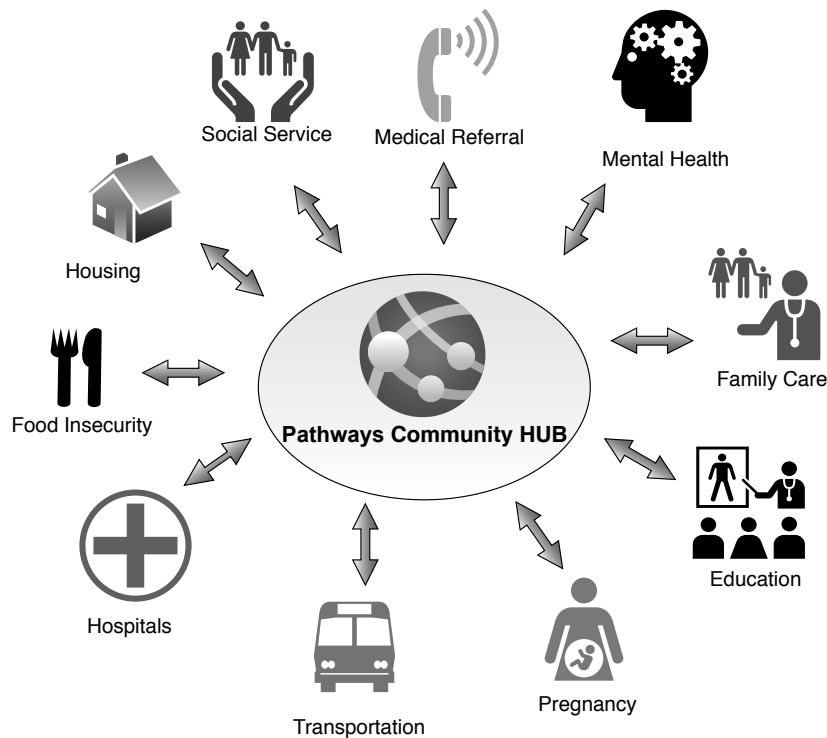 Social Service
Medical Referral
Mental Health
Housing
Family Care
Food Insecurity
Pathways Community HUB
Education
Hospitals
Pregnancy
Transportation